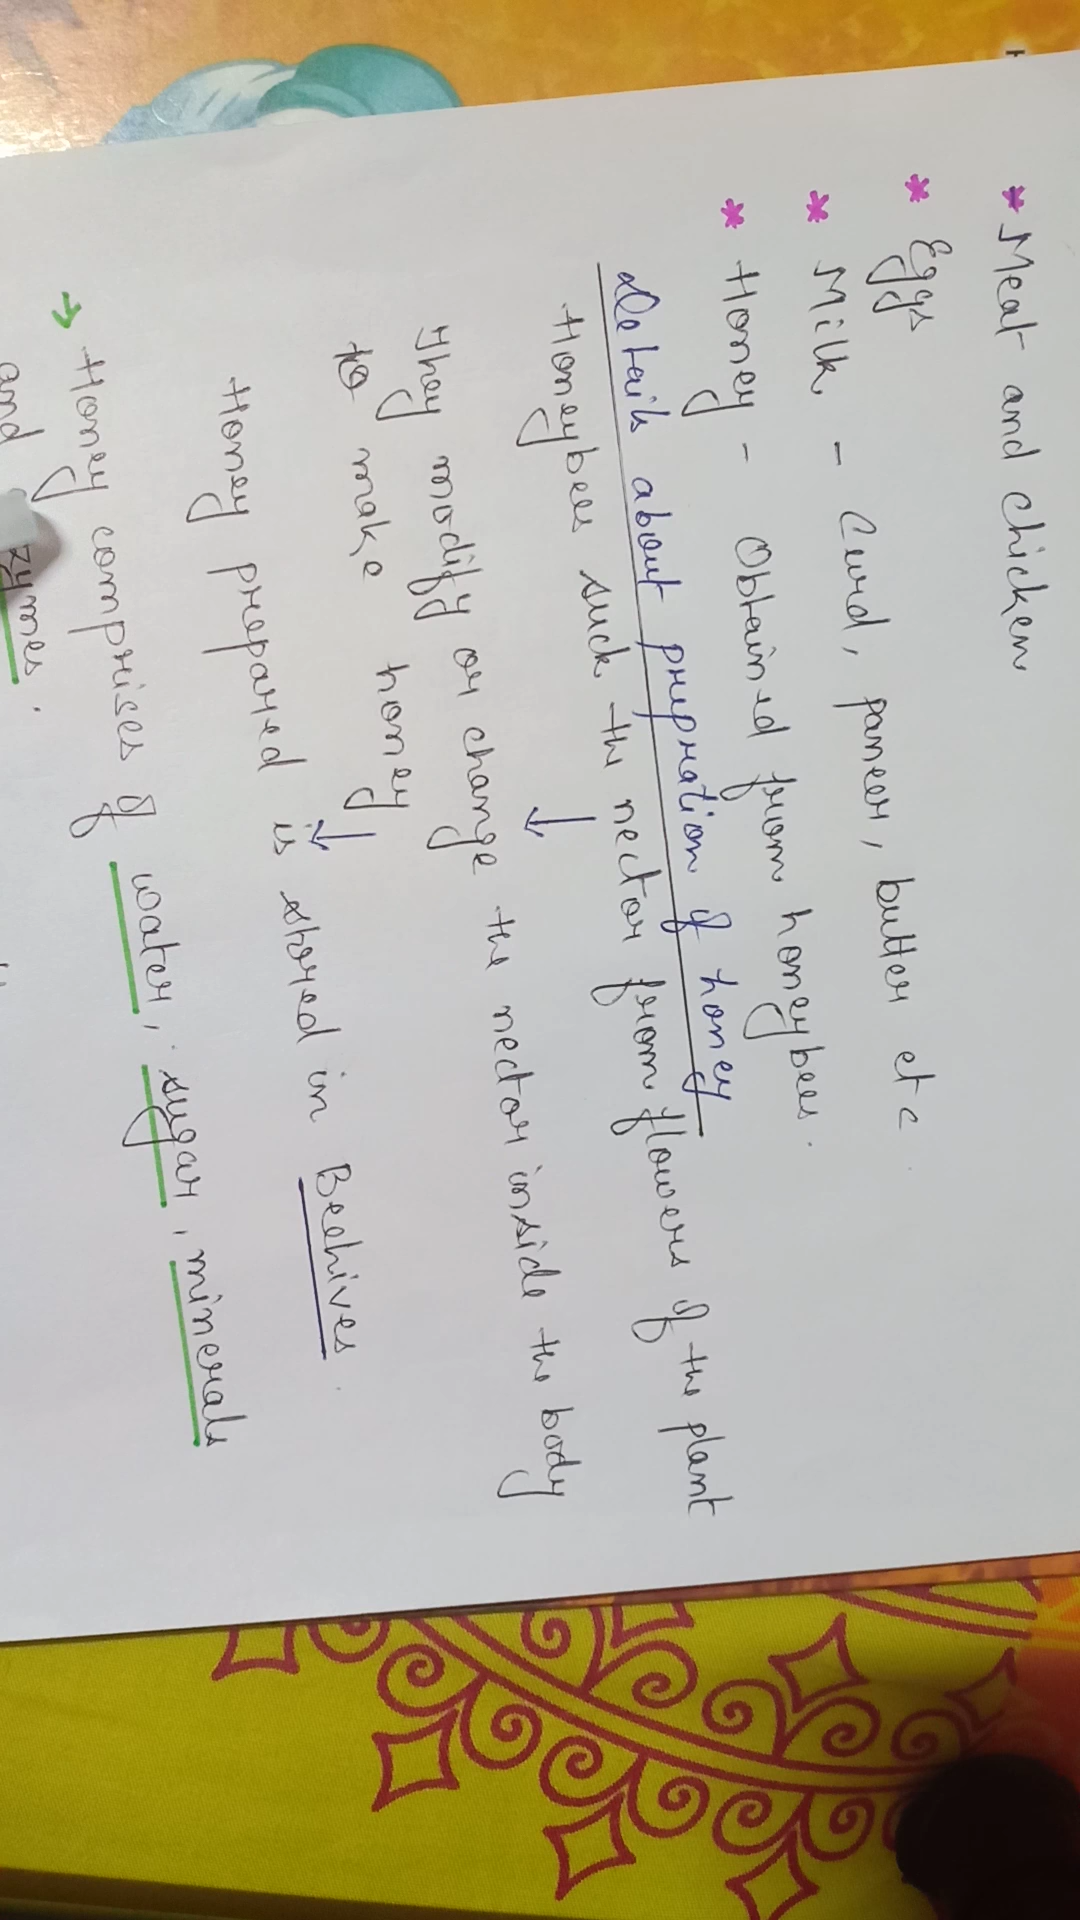 * Meat and chicken
* Eggs
* Milk - Curd, paneer, butter etc
* Honey - Obtained from honeybees.
Details about prepration of honey
Honeybees suck the nector from flowers of the plant
↓
They modify or change the nector inside the body
to make honey
↓
Honey prepared is stored in Beehives.
→ Honey comprises of water, sugar, minerals
and zymes.